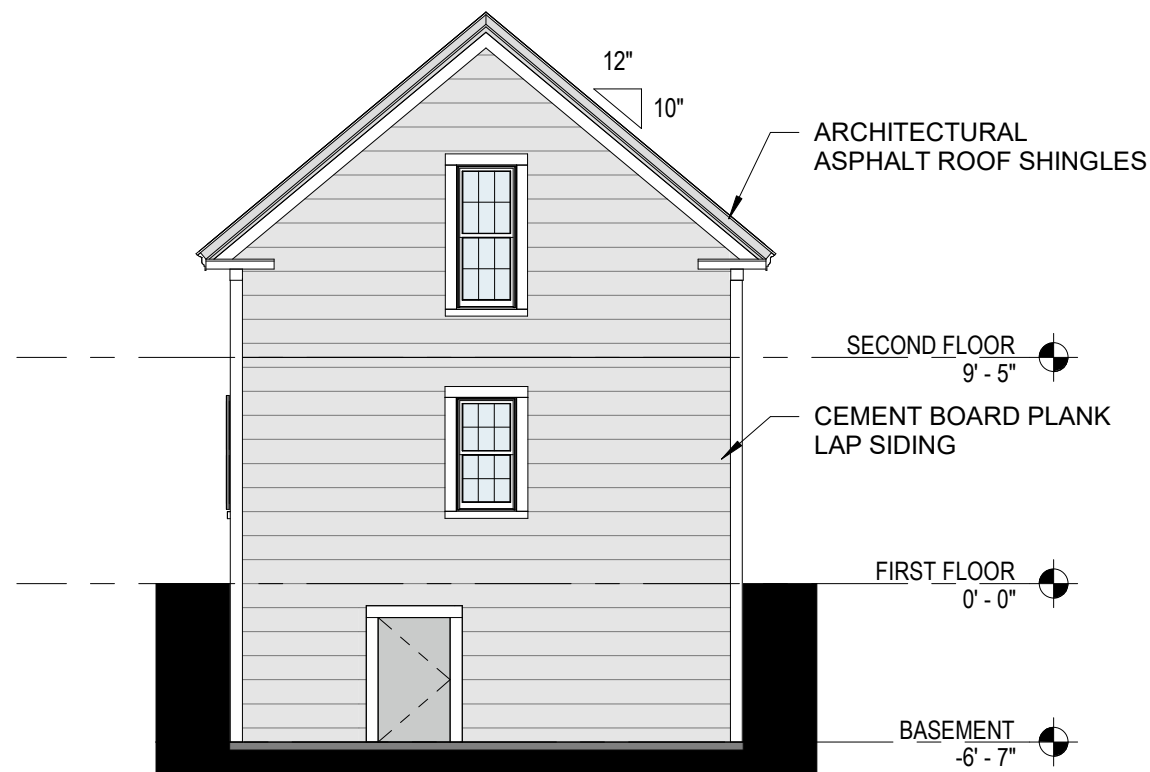 12"
10"
ARCHITECTURAL
ASPHALT ROOF SHINGLES
SECOND FLOOR
9' - 5"
CEMENT BOARD PLANK
LAP SIDING
FIRST FLOOR
0' - 0"
BASEMENT
-6' - 7"